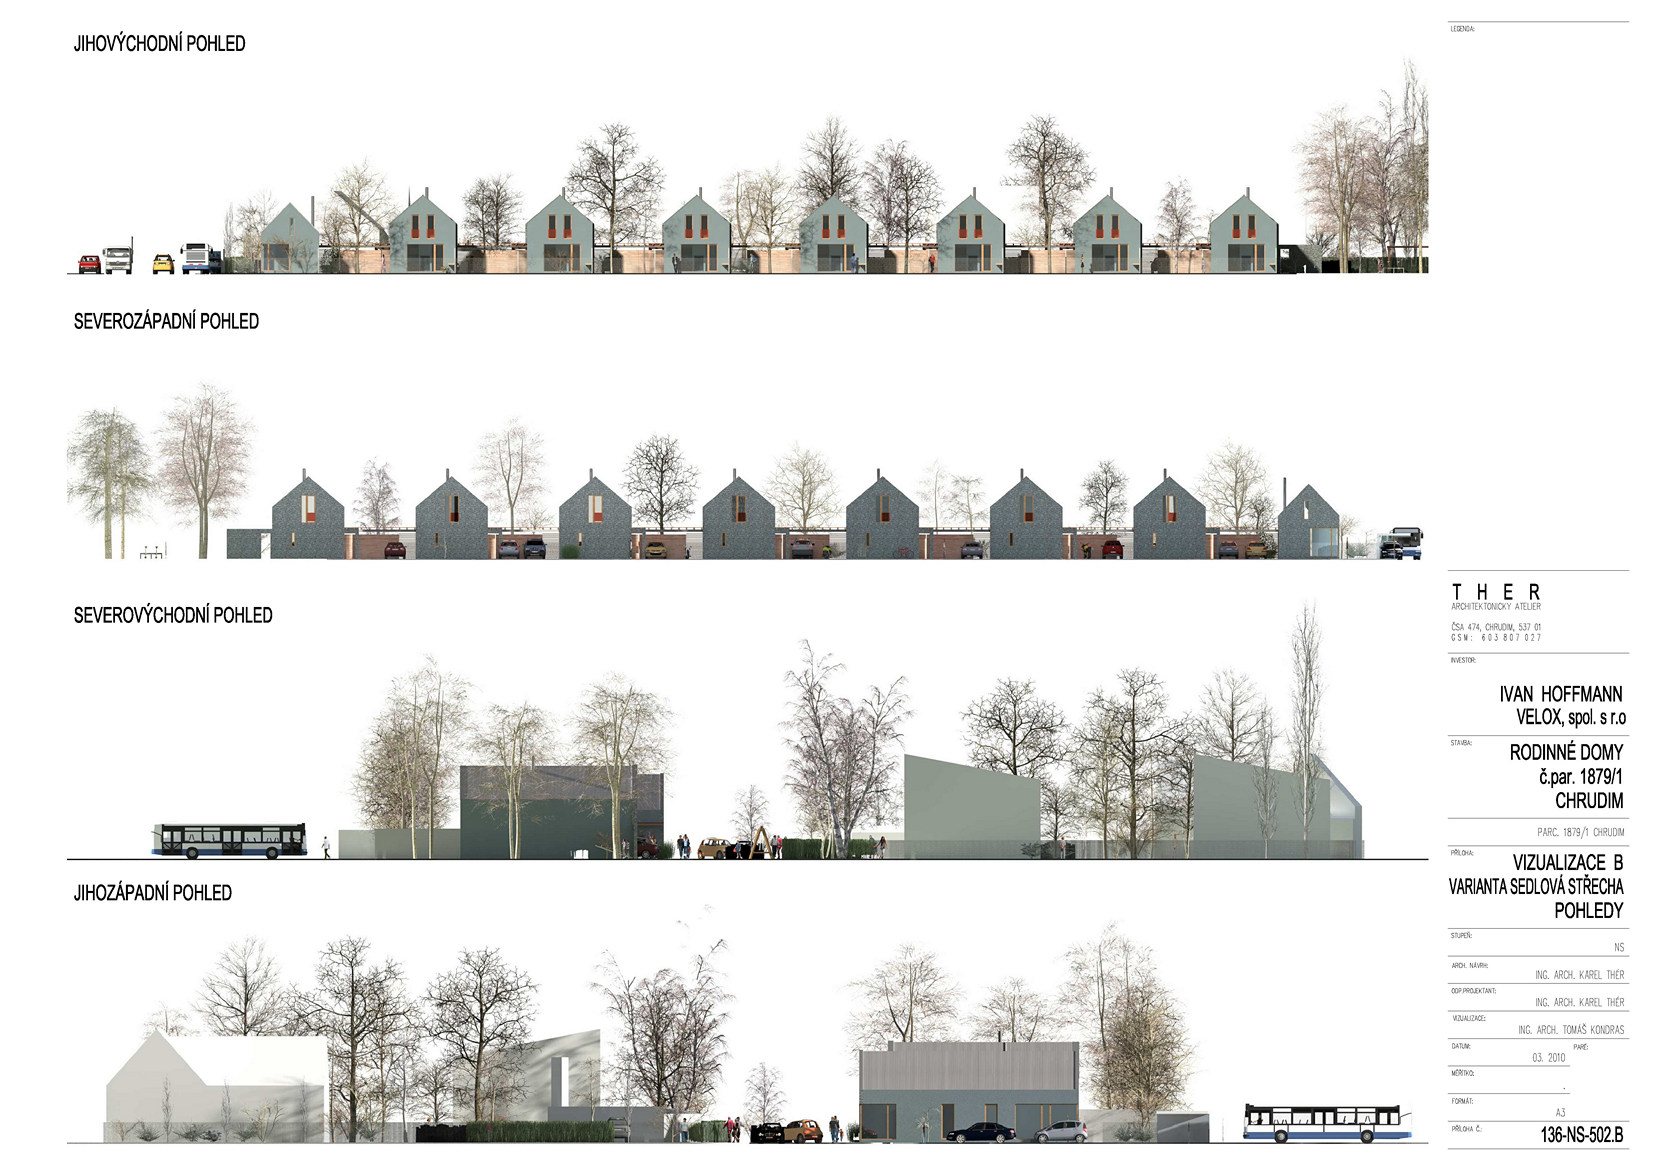 JIHOVÝCHODNÍ POHLED
SEVEROZÁPADNÍ POHLED
SEVEROVÝCHODNÍ POHLED
JIHOZÁPADNÍ POHLED
LEGENDA:
THER
ARCHITEKTONICKÝ ATELIER
ČSA 474, CHRUDIM, 537 01
GSM: 603 807 027
INVESTOR:
IVAN HOFFMANN
VELOX, spol. s r.o
STAVBA:
RODINNÉ DOMY
č.par. 1879/1
CHRUDIM
PARC. 1879/1 CHRUDIM
PŘÍLOHA:
VIZUALIZACE B
VARIANTA SEDLOVÁ STŘECHA
POHLEDY
STUPEŇ:
NS
ARCH. NÁVRH:
ING. ARCH. KAREL THÉR
ODP.PROJEKTANT:
ING. ARCH. KAREL THÉR
VIZUALIZACE:
ING. ARCH. TOMÁŠ KONDRAS
DATUM:
PARÉ:
03. 2010
MĚŘÍTKO:
FORMÁT:
A3
PŘÍLOHA Č.:
136-NS-502.B